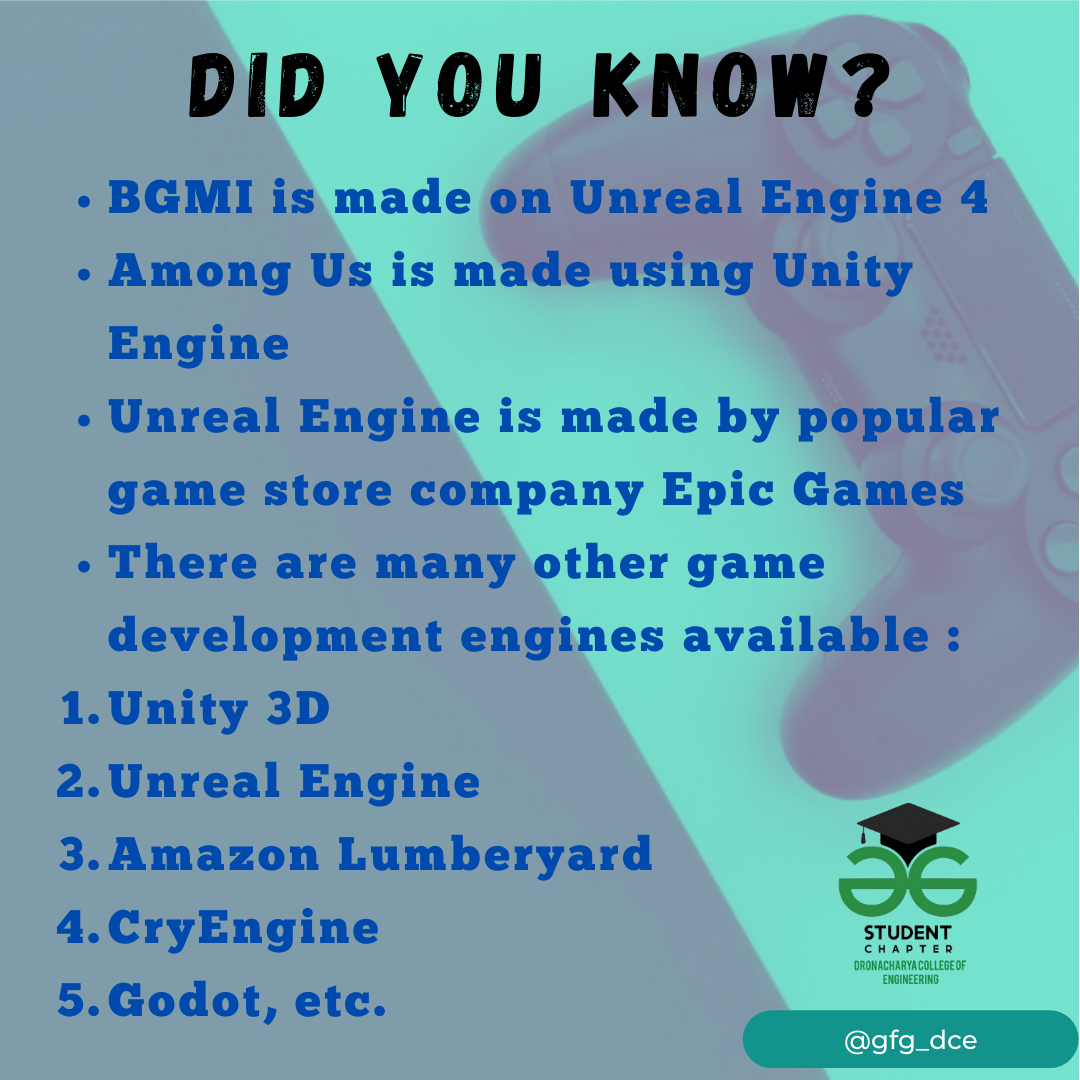 DID YOU KNOW?
• BGMI is made on Unreal Engine 4
• Among Us is made using Unity
Engine
• Unreal Engine is made by popular
game store company Epic Games
• There are many other game
development engines available :
1. Unity 3D
2. Unreal Engine
3. Amazon Lumberyard
4. CryEngine
5. Godot, etc.
STUDENT
CHAPTER
DRONACHARYA COLLEGE OF
ENGINEERING
@gfg_dce